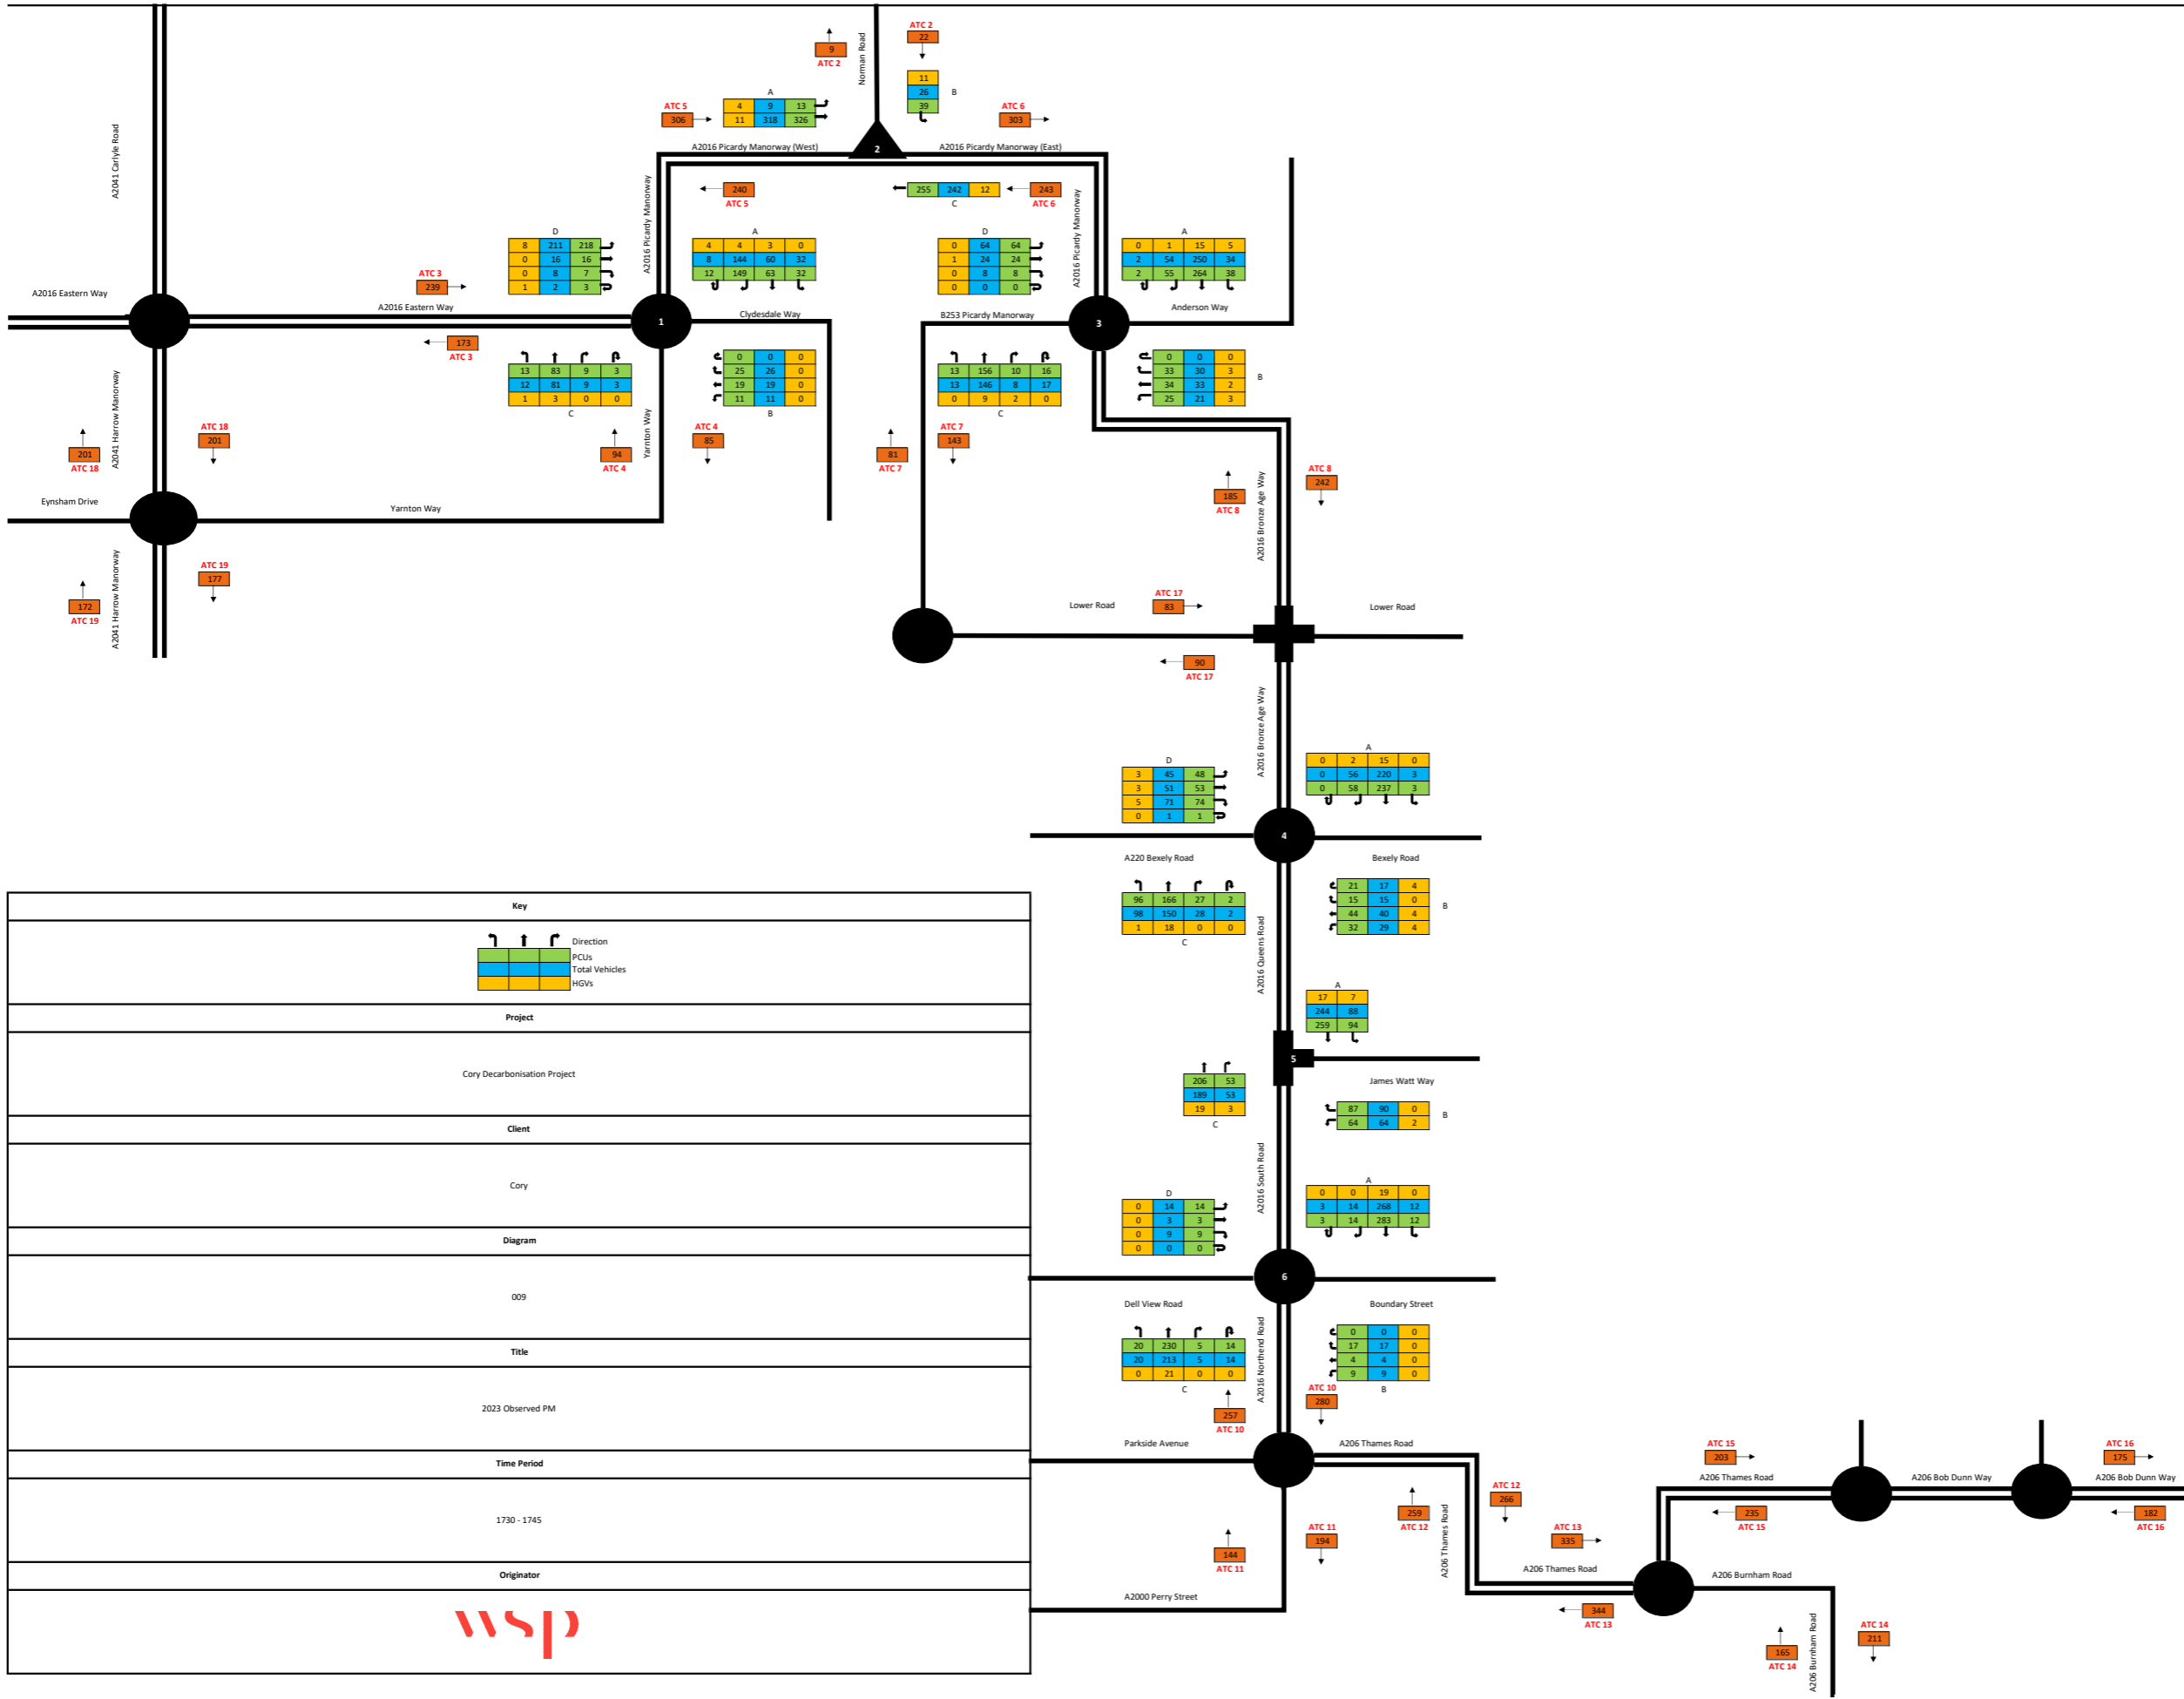 ATC 2
22
9
ATC 2
Norman Road
11
26
39
B
A
4 9 13
11 318 326
ATC 5
306
ATC 6
303
A2016 Picardy Manorway (West)
2
A2016 Picardy Manorway (East)
A2041 Carlyle Road
240
ATC 5
255 242 12
C
243
ATC 6
A2016 Picardy Manorway
A2016 Picardy Manorway
D
8 211 218
0 16 16
0 8 7
1 2 3
A
4 4 3 0
8 144 60 32
12 149 63 32
D
0 64 64
1 24 24
0 8 8
0 0 0
A
0 1 15 5
2 54 250 34
2 55 264 38
ATC 3
239
A2016 Eastern Way
A2016 Eastern Way
1
Clydesdale Way
B253 Picardy Manorway
3
Anderson Way
173
ATC 3
13 83 9 3
12 81 9 3
1 3 0 0
C
0 0 0
25 26 0
19 19 0
11 11 0
B
13 156 10 16
13 146 8 17
0 9 2 0
C
0 0 0
33 30 3
34 33 2
25 21 3
B
A2041 Harrow Manorway
201
ATC 18
ATC 18
201
94
ATC 4
Yarnton Way
ATC 4
85
81
ATC 7
ATC 7
143
185
ATC 8
A2016 Bronze Age Way
ATC 8
242
Eynsham Drive
Yarnton Way
172
ATC 19
A2041 Harrow Manorway
ATC 19
177
Lower Road
ATC 17
83
Lower Road
90
ATC 17
A2016 Bronze Age Way
D
3 45 48
3 51 53
5 71 74
0 1 1
A
0 2 15 0
0 56 220 3
0 58 237 3
4
A220 Bexely Road
Bexely Road
96 166 27 2
98 150 28 2
1 18 0 0
C
21 17 4
15 15 0
44 40 4
32 29 4
B
A2016 Queens Road
A
17 7
244 88
259 94
5
James Watt Way
206 53
189 53
19 3
C
87 90 0
64 64 2
B
A2016 South Road
D
0 14 14
0 3 3
0 9 9
0 0 0
A
0 0 19 0
3 14 268 12
3 14 283 12
6
Dell View Road
Boundary Street
20 230 5 14
20 213 5 14
0 21 0 0
C
0 0 0
17 17 0
4 4 0
9 9 0
B
A2016 Northend Road
257
ATC 10
ATC 10
280
Parkside Avenue
A206 Thames Road
144
ATC 11
ATC 11
194
A2000 Perry Street
259
ATC 12
A206 Thames Road
ATC 12
266
ATC 13
335
A206 Thames Road
344
ATC 13
ATC 15
203
A206 Thames Road
235
ATC 15
A206 Bob Dunn Way
ATC 16
175
A206 Bob Dunn Way
182
ATC 16
A206 Burnham Road
165
ATC 14
A206 Burnham Road
ATC 14
211
Key
Direction
PCUs
Total Vehicles
HGVs
Project
Cory Decarbonisation Project
Client
Cory
Diagram
009
Title
2023 Observed PM
Time Period
1730 - 1745
Originator
wsp